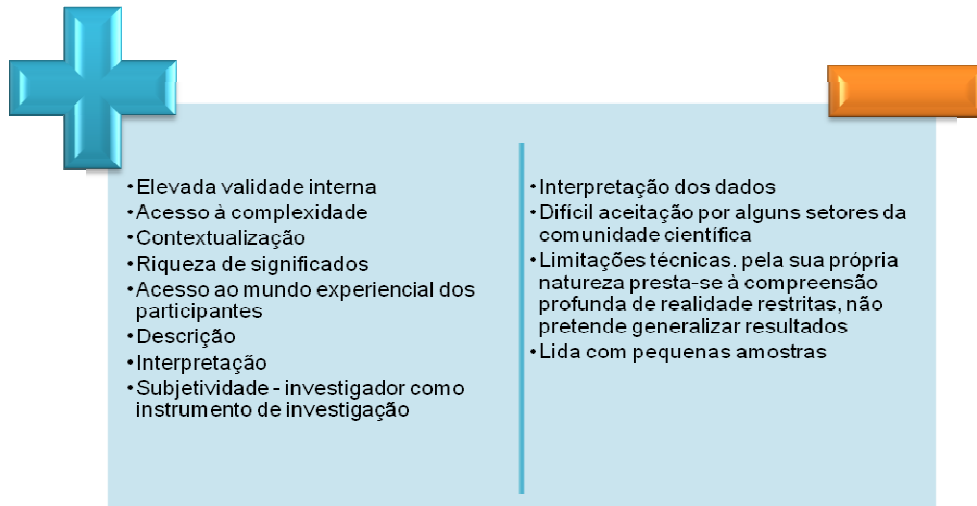 •Elevada validade interna
•Acesso à complexidade
•Contextualização
•Riqueza de significados
•Acesso ao mundo experiencial dos
participantes
•Descrição
•Interpretação
•Subjetividade - investigador como
instrumento de investigação
•Interpretação dos dados
•Difícil aceitação por alguns setores da
comunidade científica
•Limitações técnicas. pela sua própria
natureza presta-se à compreensão
profunda de realidade restritas, não
pretende generalizar resultados
•Lida com pequenas amostras